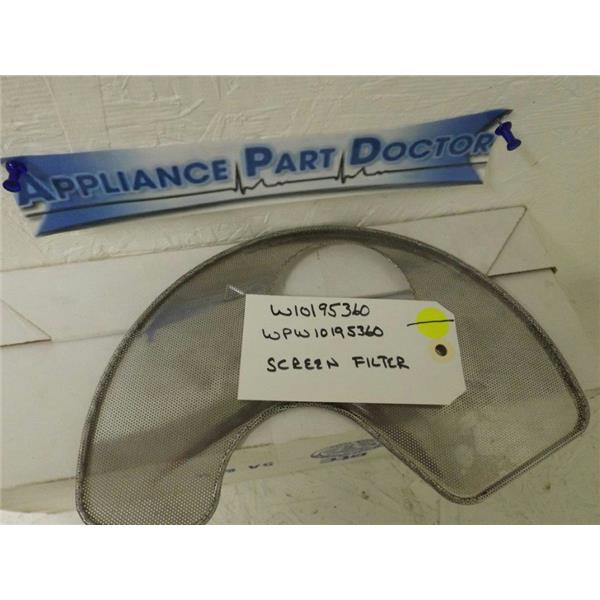 APPLIANCE PART DOCTOR
W10195360
WPW10195360
SCREEN FILTER